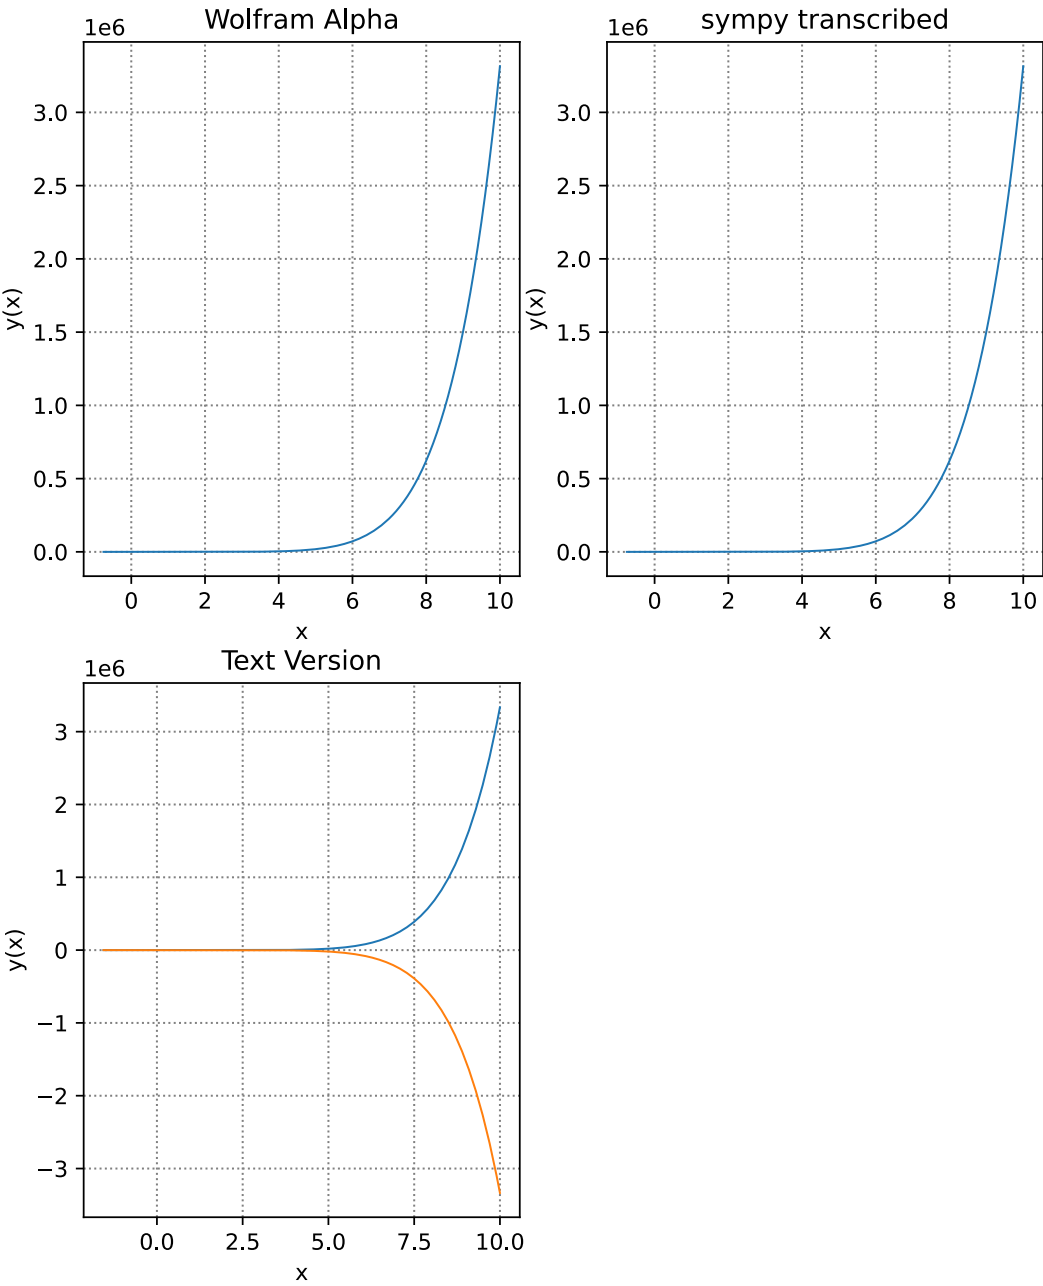 Wolfram Alpha
1e6
3.0
2.5
2.0
1.5
1.0
0.5
0.0
y(x)
0 2 4 6 8 10
x
sympy transcribed
1e6
3.0
2.5
2.0
1.5
1.0
0.5
0.0
y(x)
0 2 4 6 8 10
x
Text Version
1e6
3
2
1
0
−1
−2
−3
y(x)
0.0 2.5 5.0 7.5 10.0
x